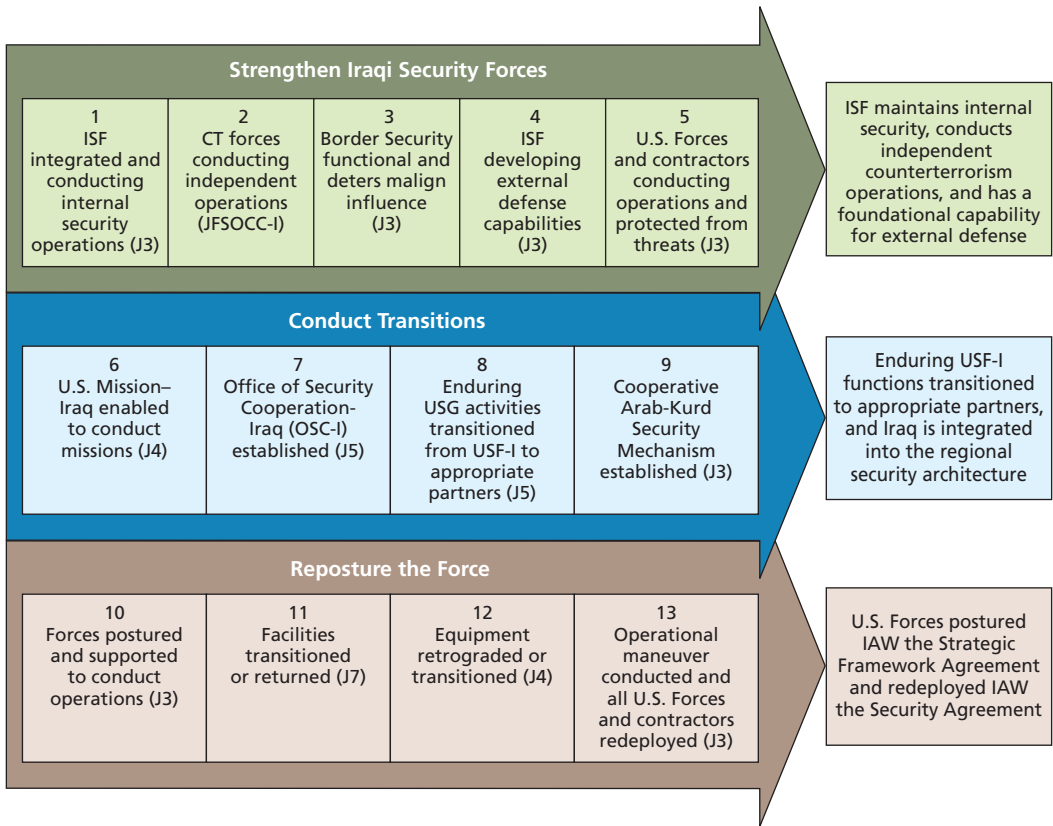 Strengthen Iraqi Security Forces
1
ISF
integrated and
conducting
internal
security
operations (J3)
2
CT forces
conducting
independent
operations
(JFSOCC-I)
3
Border Security
functional and
deters malign
influence
(J3)
4
ISF
developing
external
defense
capabilities
(J3)
5
U.S. Forces
and contractors
conducting
operations and
protected from
threats (J3)
ISF maintains internal
security, conducts
independent
counterterrorism
operations, and has a
foundational capability
for external defense
Conduct Transitions
6
U.S. Mission–
Iraq enabled
to conduct
missions (J4)
7
Office of Security
Cooperation-
Iraq (OSC-I)
established (J5)
8
Enduring
USG activities
transitioned
from USF-I to
appropriate
partners (J5)
9
Cooperative
Arab-Kurd
Security
Mechanism
established (J3)
Enduring USF-I
functions transitioned
to appropriate partners,
and Iraq is integrated
into the regional
security architecture
Reposture the Force
10
Forces postured
and supported
to conduct
operations (J3)
11
Facilities
transitioned
or returned (J7)
12
Equipment
retrograded or
transitioned (J4)
13
Operational
maneuver
conducted and
all U.S. Forces
and contractors
redeployed (J3)
U.S. Forces postured
IAW the Strategic
Framework Agreement
and redeployed IAW
the Security Agreement